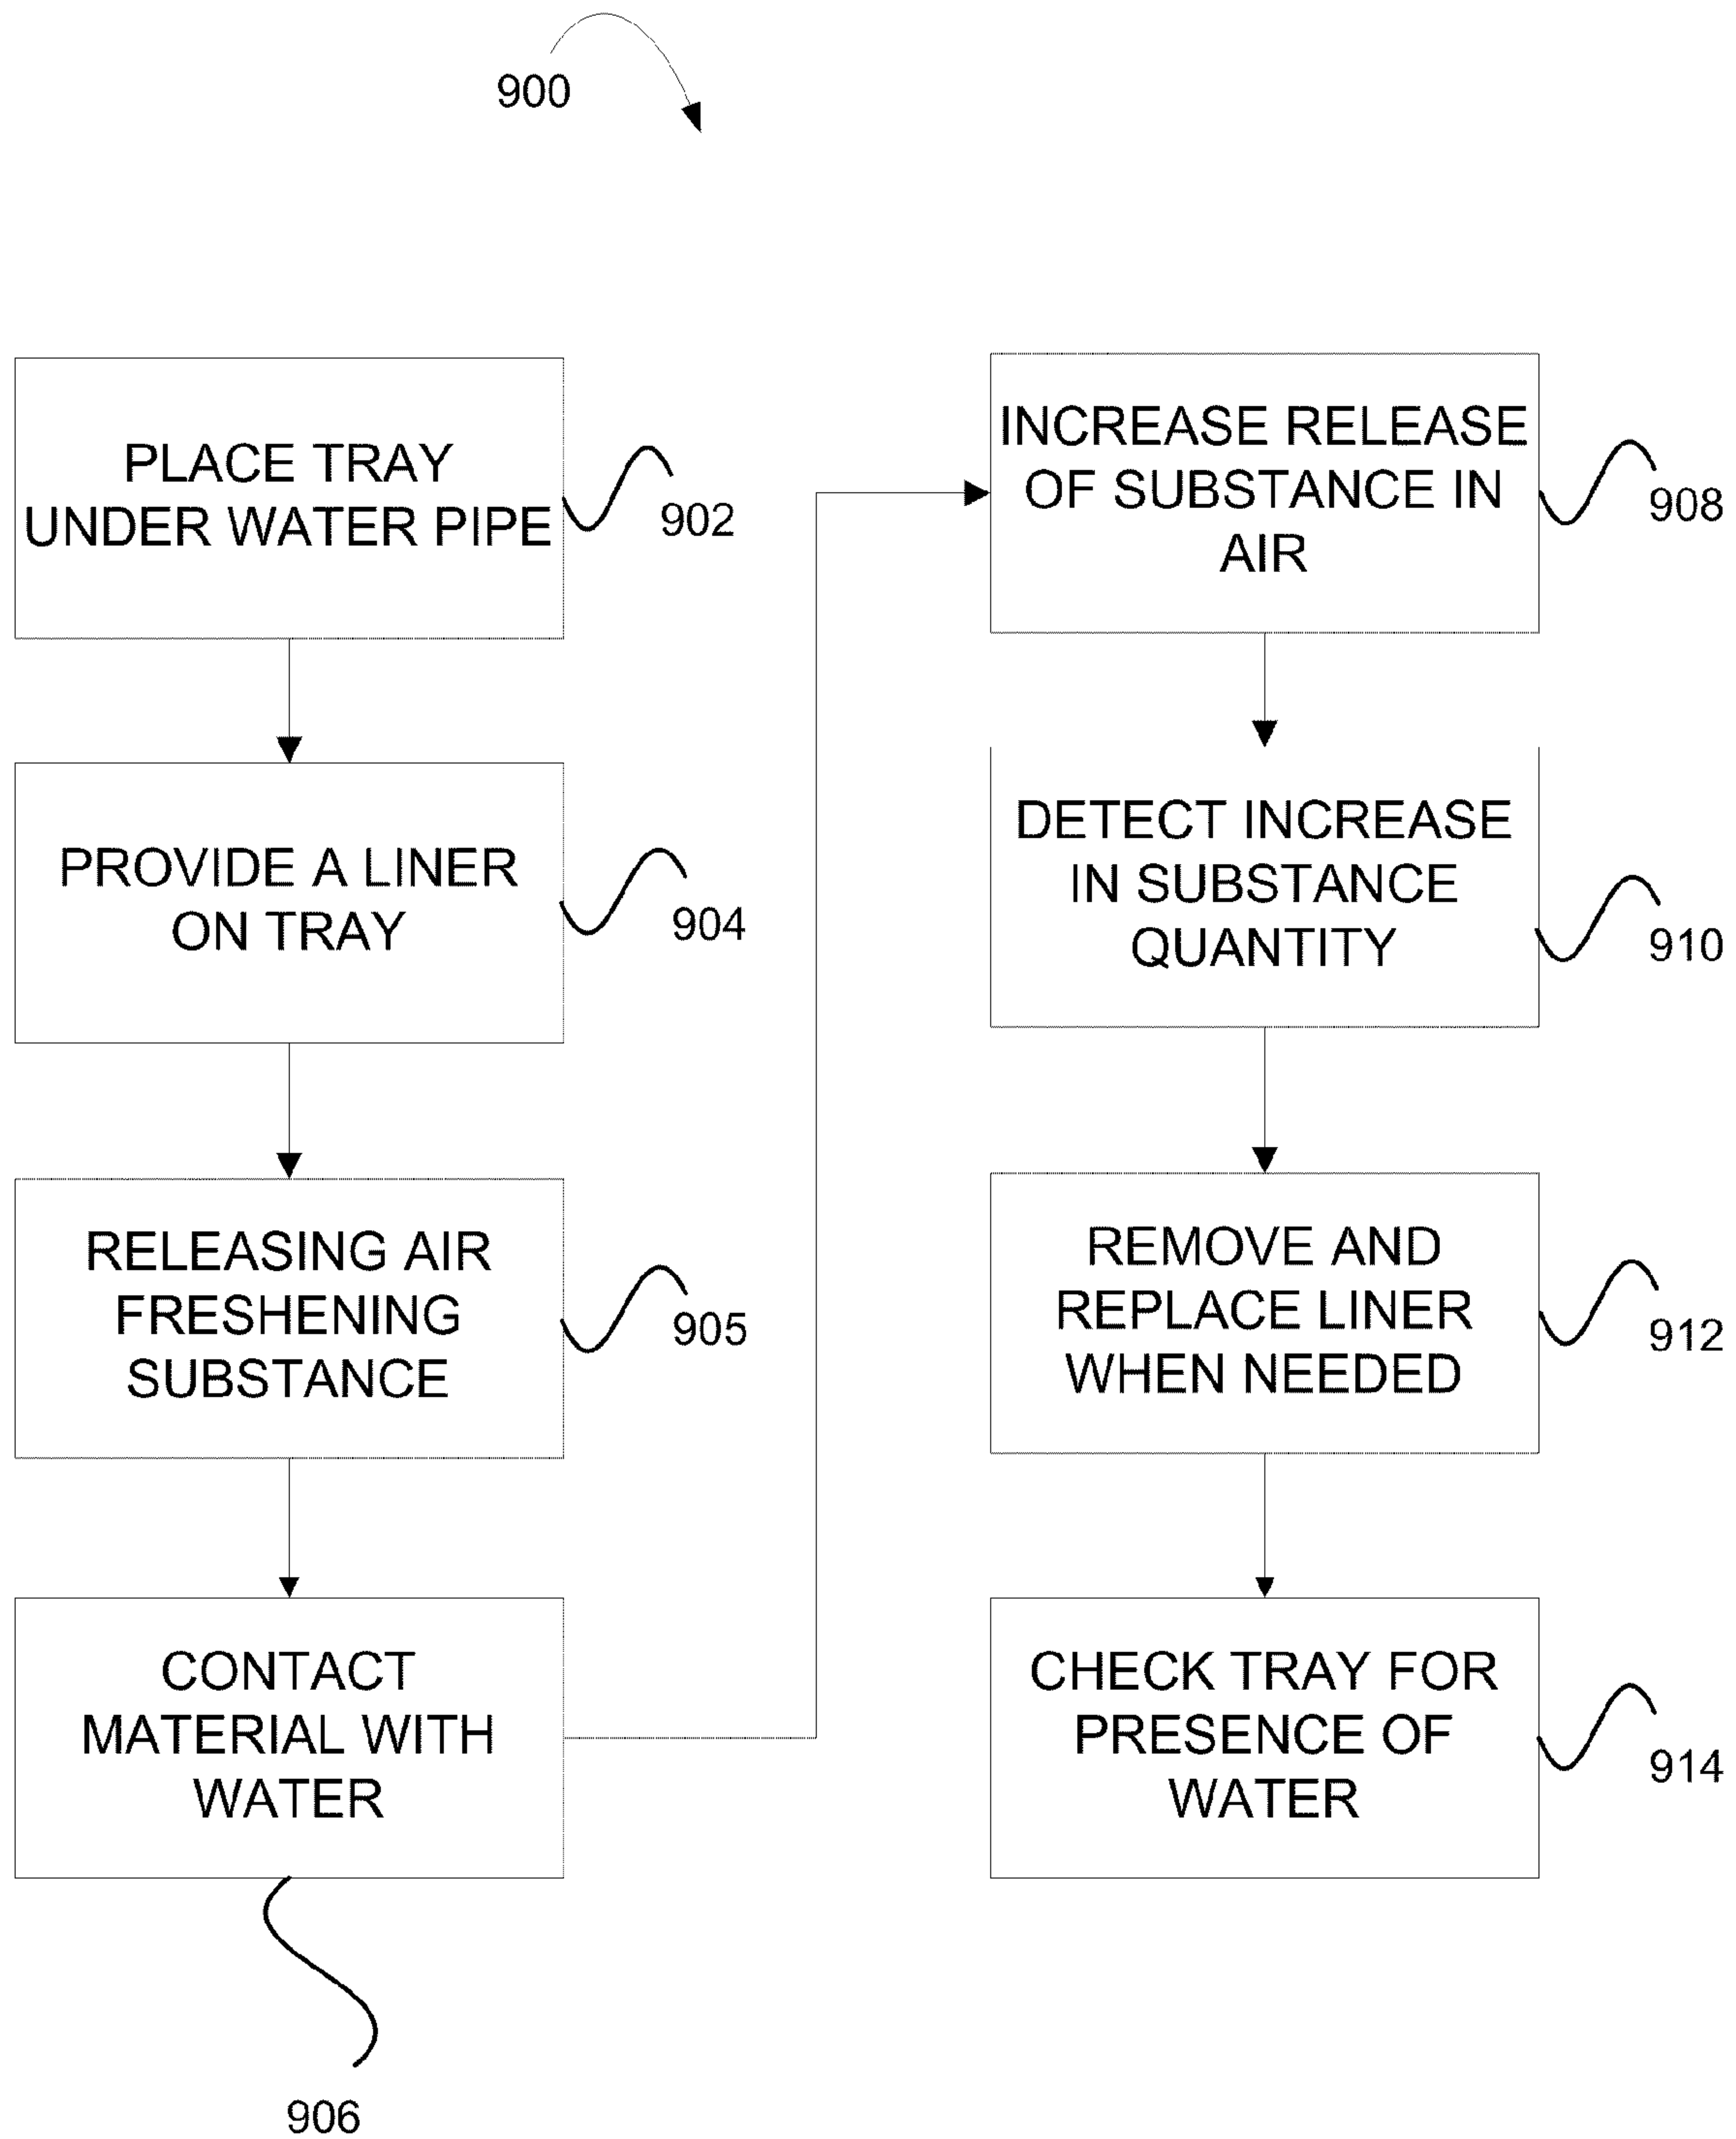 900
PLACE TRAY
UNDER WATER PIPE
902
PROVIDE A LINER
ON TRAY
904
RELEASING AIR
FRESHENING
SUBSTANCE
905
CONTACT
MATERIAL WITH
WATER
906
INCREASE RELEASE
OF SUBSTANCE IN
AIR
908
DETECT INCREASE
IN SUBSTANCE
QUANTITY
910
REMOVE AND
REPLACE LINER
WHEN NEEDED
912
CHECK TRAY FOR
PRESENCE OF
WATER
914